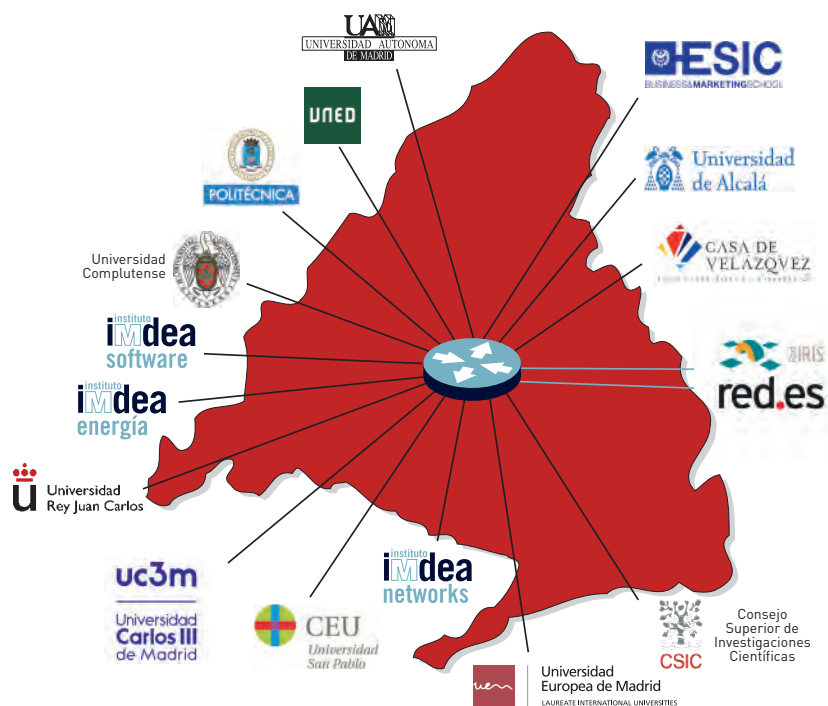 UAM
UNIVERSIDAD AUTONOMA
DE MADRID
ESIC
BUSINESS&MARKETINGSCHOOL
UNED
POLITÉCNICA
Universidad
de Alcalá
Universidad
Complutense
CASA DE
VELÁZQVEZ
instituto
iMdea
software
IRIS
red.es
instituto
iMdea
energía
ü Universidad
Rey Juan Carlos
instituto
iMdea
networks
uc3m
Universidad
Carlos III
de Madrid
CEU
Universidad
San Pablo
CSIC
Consejo
Superior de
Investigaciones
Científicas
uem
Universidad
Europea de Madrid
LAUREATE INTERNATIONAL UNIVERSITIES